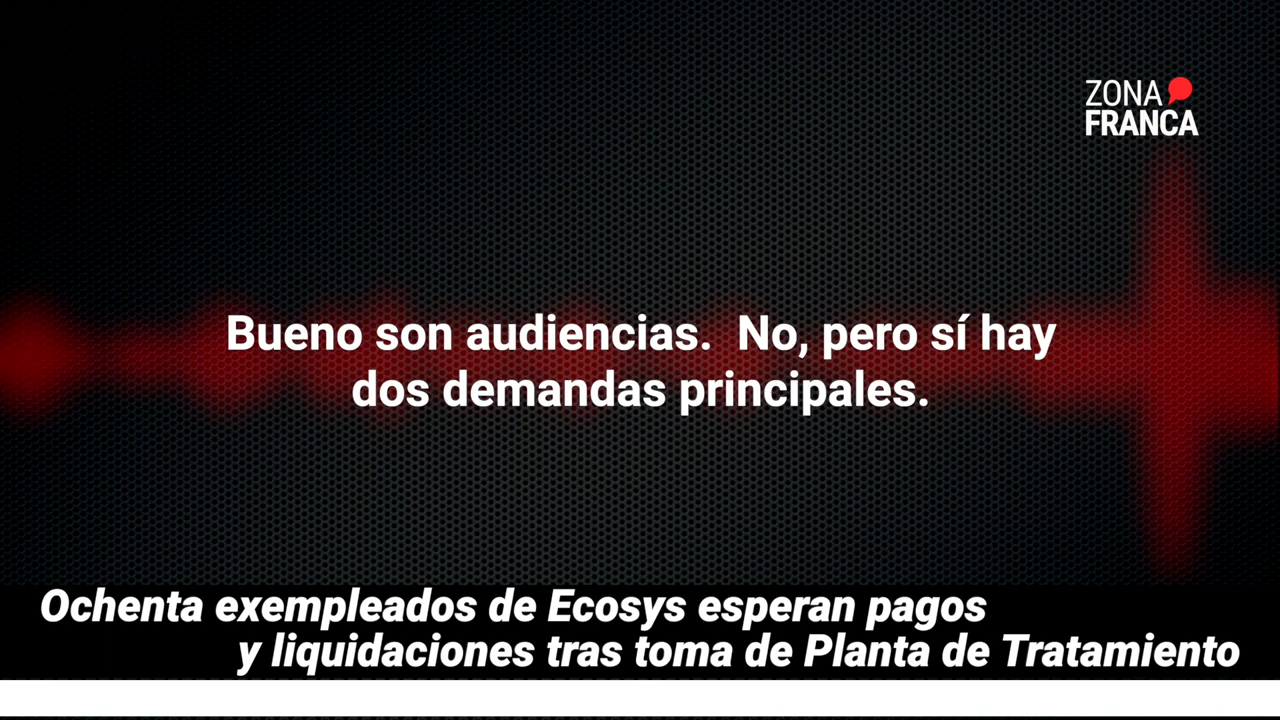 ZONA
FRANCA
Bueno son audiencias.  No, pero sí hay
dos demandas principales.
Ochenta exempleados de Ecosys esperan pagos
y liquidaciones tras toma de Planta de Tratamiento